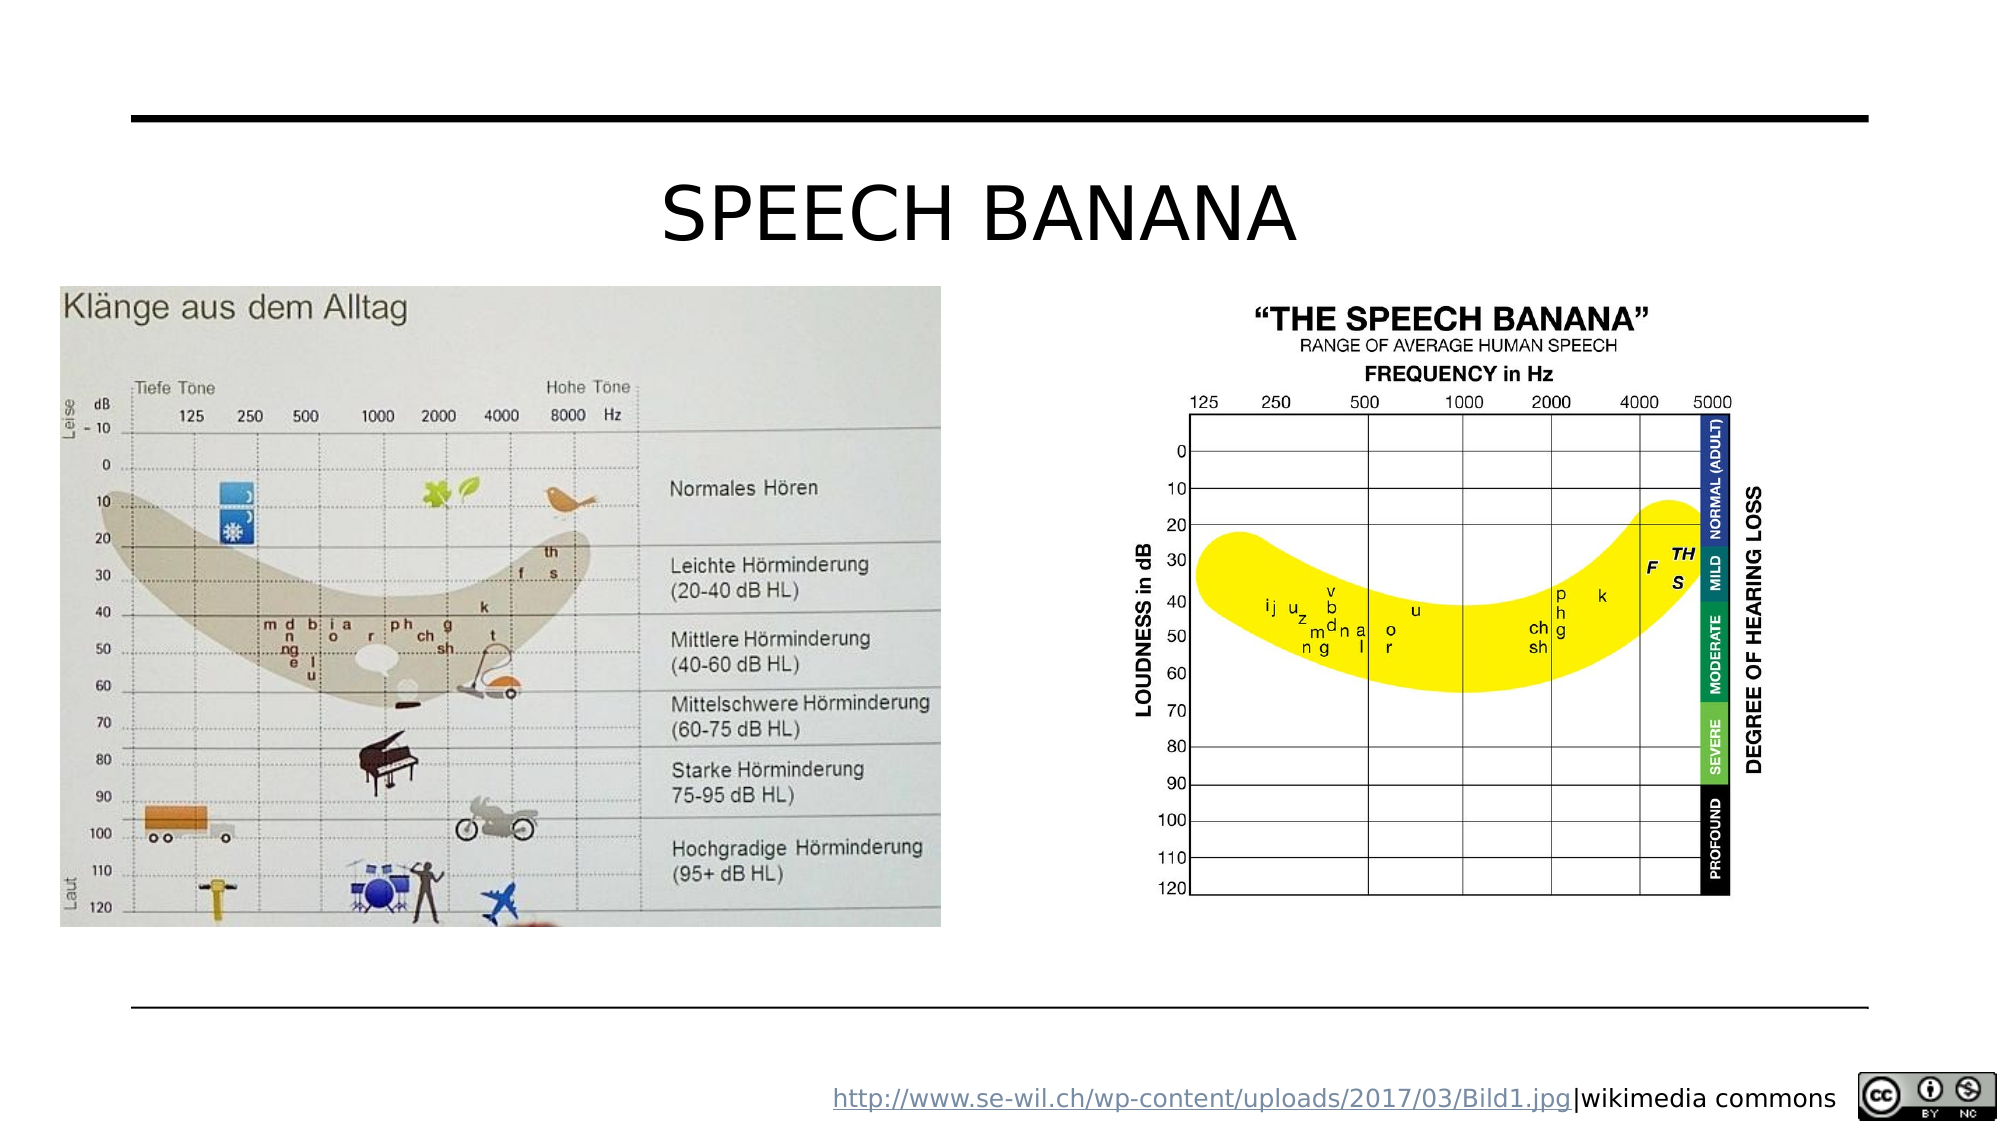 SPEECH BANANA
Klänge aus dem Alltag
Tiefe Töne Hohe Töne
Leise dB 125 250 500 1000 2000 4000 8000 Hz
- 10
0
10
20
30
40
50
60
70
80
90
100
110
120
Laut
th
f s
k
m d b i a p h g
n o r ch t
ng sh
e l
u
Normales Hören
Leichte Hörminderung
(20-40 dB HL)
Mittlere Hörminderung
(40-60 dB HL)
Mittelschwere Hörminderung
(60-75 dB HL)
Starke Hörminderung
75-95 dB HL)
Hochgradige Hörminderung
(95+ dB HL)
“THE SPEECH BANANA”
RANGE OF AVERAGE HUMAN SPEECH
FREQUENCY in Hz
125 250 500 1000 2000 4000 5000
LOUDNESS in dB
0
10
20
30
40
50
60
70
80
90
100
110
120
TH
F
S
v p k
i j u b u h
z d
m n a o ch g
n g l r sh
NORMAL (ADULT)
MILD
MODERATE
SEVERE
PROFOUND
DEGREE OF HEARING LOSS
http://www.se-wil.ch/wp-content/uploads/2017/03/Bild1.jpg|wikimedia commons
cc BY NC